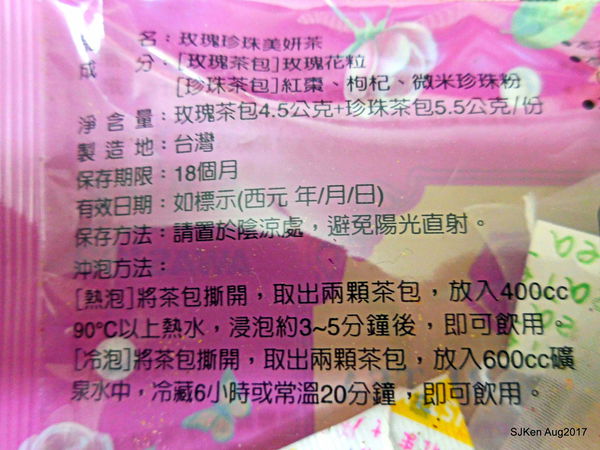 名：玫瑰珍珠美妍茶
成　分：[玫瑰茶包]玫瑰花粒
[珍珠茶包]紅棗、枸杞、微米珍珠粉
淨含量：玫瑰茶包4.5公克+珍珠茶包5.5公克/份
製造地：台灣
保存期限：18個月
有效日期：如標示(西元 年/月/日)
保存方法：請置於陰涼處，避免陽光直射。
沖泡方法：
[熱泡]將茶包撕開，取出兩顆茶包，放入400cc
90°C以上熱水，浸泡約3~5分鐘後，即可飲用。
[冷泡]將茶包撕開，取出兩顆茶包，放入600cc礦
泉水中，冷藏6小時或常溫20分鐘，即可飲用。
SJKen Aug2017